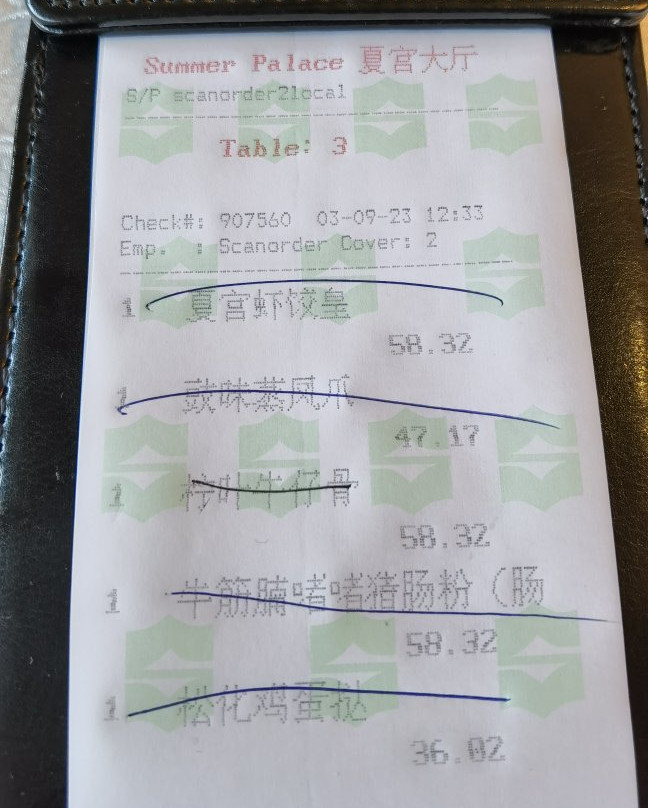 Summer Palace 夏宫大厅
S/P scanorder2local
Table: 3
Check#: 907560 03-09-23 12:33
Emp. : Scanorder Cover: 2
1 夏宫虾饺皇
58.32
1 豉味蒸凤爪
47.17
1 柠叶牛仔骨
58.32
1 牛筋腩啫啫猪肠粉（肠
58.32
1 松化鸡蛋挞
36.02